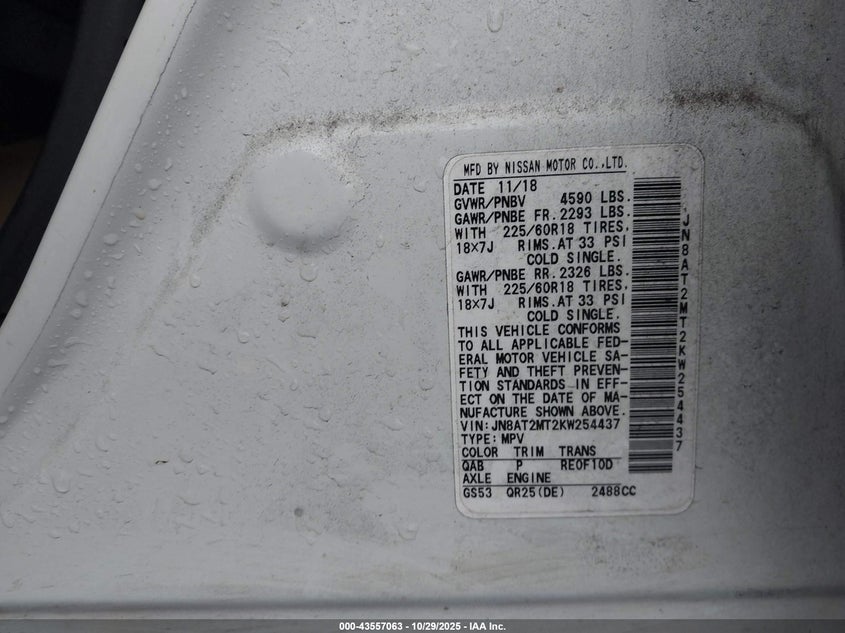 MFD BY NISSAN MOTOR CO.,LTD.
DATE 11/18
GVWR/PNBV 4590 LBS.
GAWR/PNBE FR. 2293 LBS.
WITH 225/60R18 TIRES,
18×7J RIMS.AT 33 PSI
COLD SINGLE.
GAWR/PNBE RR. 2326 LBS.
WITH 225/60R18 TIRES,
18×7J RIMS.AT 33 PSI
COLD SINGLE.
THIS VEHICLE CONFORMS
TO ALL APPLICABLE FED-
ERAL MOTOR VEHICLE SA-
FETY AND THEFT PREVEN-
TION STANDARDS IN EFF-
ECT ON THE DATE OF MA-
NUFACTURE SHOWN ABOVE.
VIN:JN8AT2MT2KW254437
TYPE:MPV
COLOR TRIM TRANS
QAB P RE0F10D
AXLE ENGINE
GS53 QR25(DE) 2488CC
JN8AT2MT2KW254437
000-43557063 - 10/29/2025 - IAA Inc.